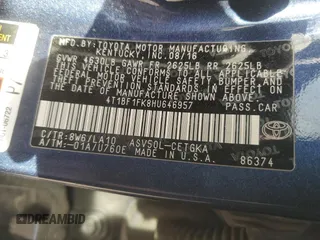 MFD. BY: TOYOTA MOTOR MANUFACTURING,
KENTUCKY, INC. 08/16
GVWR 4530LB GAWR FR 2625LB RR 2625LB
THIS VEHICLE CONFORMS TO ALL APPLICABLE
FEDERAL MOTOR VEHICLE SAFETY, BUMPER, AND
THEFT PREVENTION STANDARDS IN EFFECT ON
THE DATE OF MANUFACTURE SHOWN ABOVE.
4T1BF1FK8HU646957 PASS.CAR
C/TR:8W6/LA10 ASV50L-CETGKA
A/TM:-01A/U760E MADE IN U.S.A.
86374